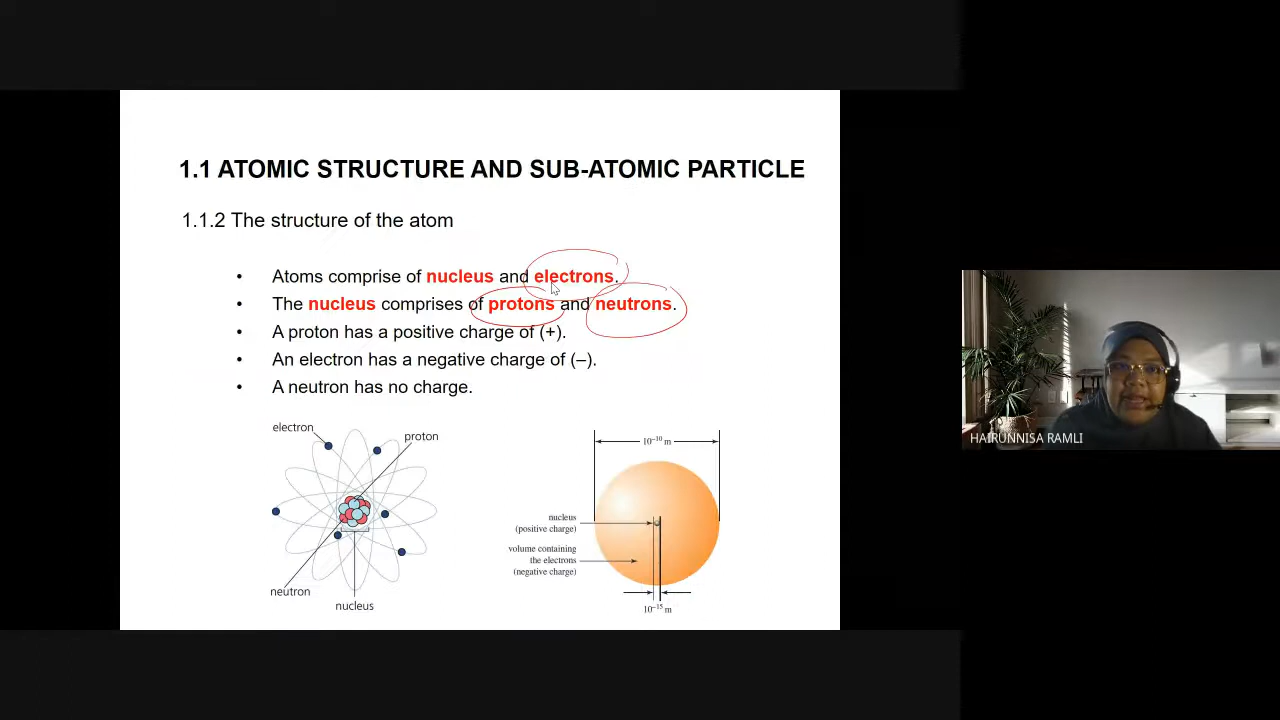 1.1 ATOMIC STRUCTURE AND SUB-ATOMIC PARTICLE
1.1.2 The structure of the atom
• Atoms comprise of nucleus and electrons.
• The nucleus comprises of protons and neutrons.
• A proton has a positive charge of (+).
• An electron has a negative charge of (–).
• A neutron has no charge.
electron
proton
neutron
nucleus
10⁻¹⁰ m
nucleus
(positive charge)
volume containing
the electrons
(negative charge)
10⁻¹⁵ m
HAIRUNNISA RAMLI